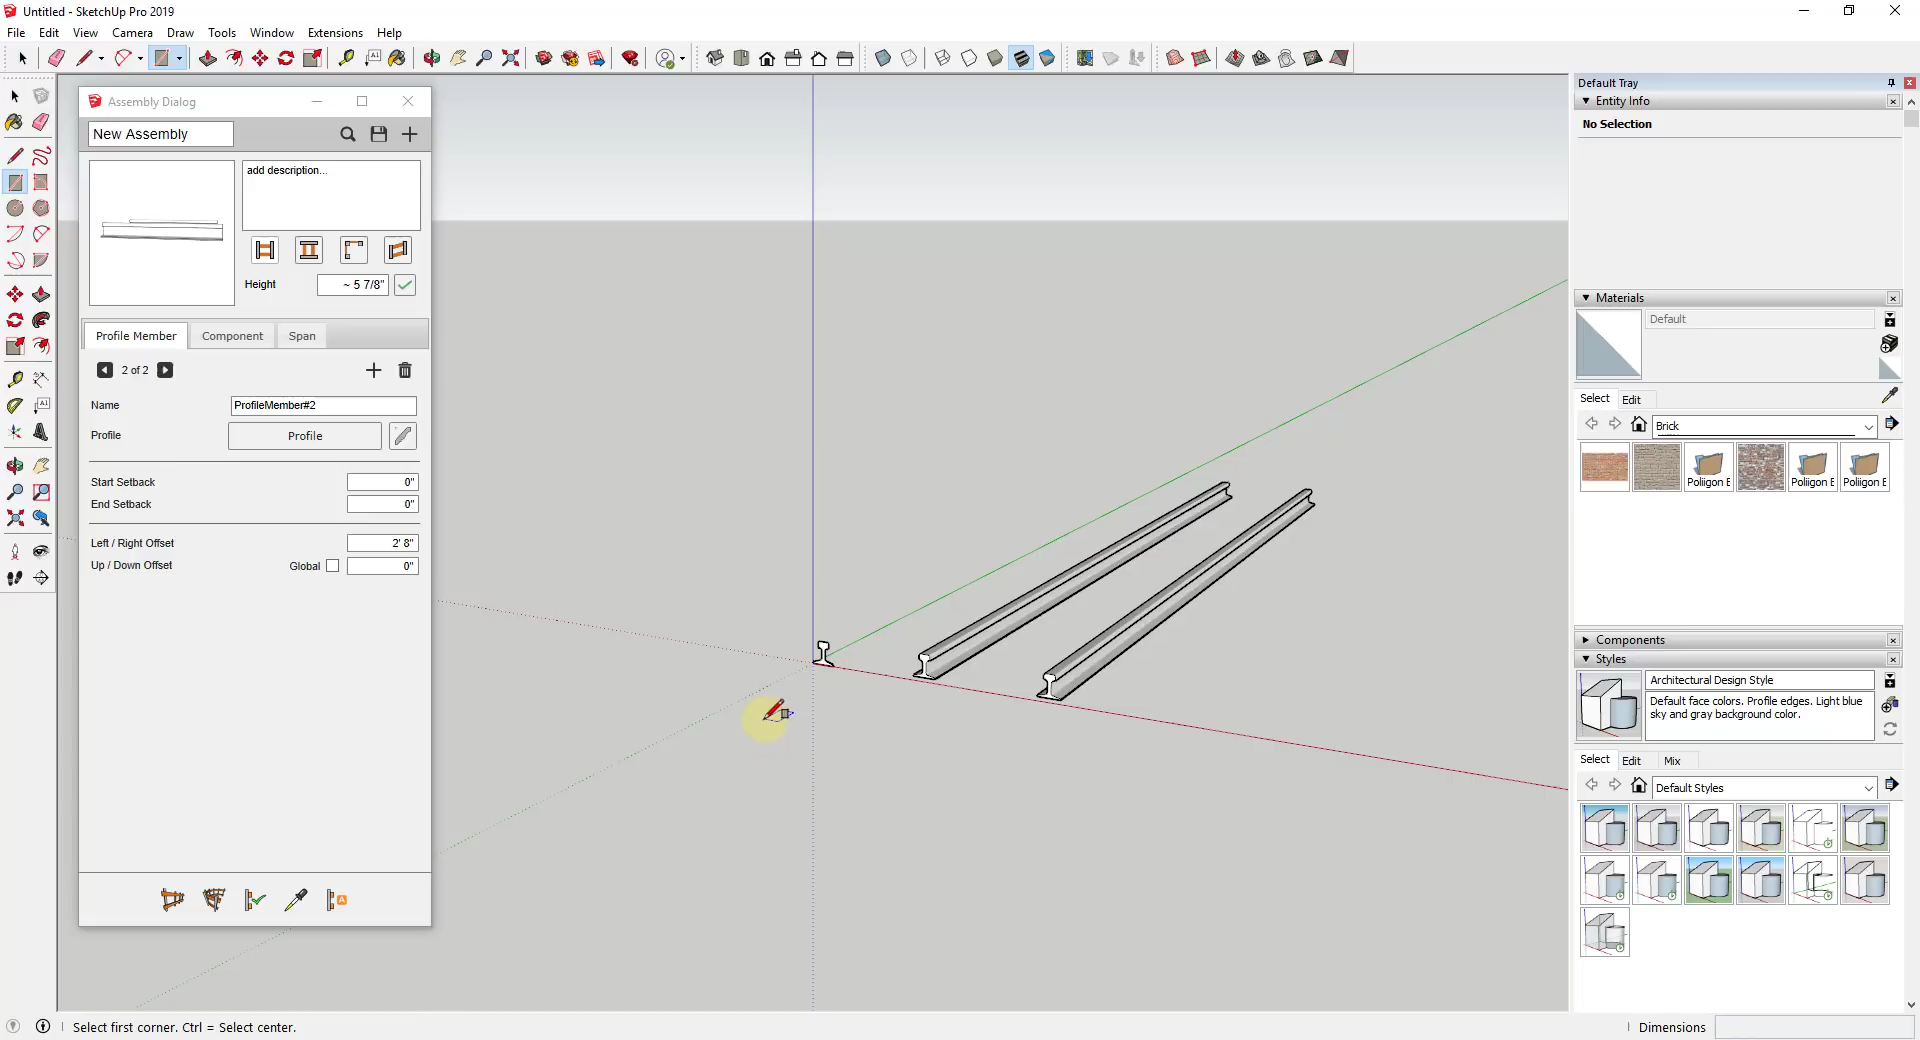 Untitled - SketchUp Pro 2019
File Edit View Camera Draw Tools Window Extensions Help
Assembly Dialog
New Assembly
add description...
Height ~ 5 7/8"
Profile Member Component Span
2 of 2
Name ProfileMember#2
Profile Profile
Start Setback 0"
End Setback 0"
Left / Right Offset 2' 8"
Up / Down Offset Global 0"
Default Tray
Entity Info
No Selection
Materials
Default
Select Edit
Brick
Poliigon E Poliigon E Poliigon E
Components
Styles
Architectural Design Style
Default face colors. Profile edges. Light blue
sky and gray background color.
Select Edit Mix
Default Styles
Select first corner. Ctrl = Select center.
Dimensions